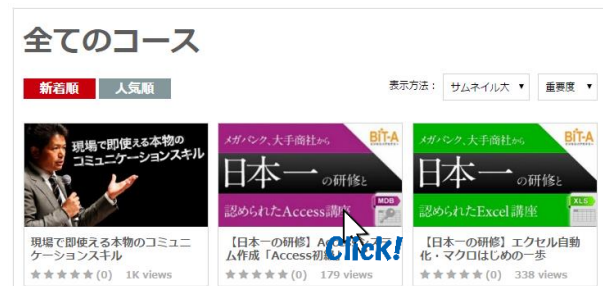 全てのコース
新着順 人気順 表示方法： サムネイル大 ▼ 重要度 ▼
現場で即使える本物の
コミュニケーションスキル
メガバンク、大手商社から BIT-A
日本一の研修と
認められたAccess講座 MDB
メガバンク、大手商社から BIT-A
日本一の研修と
認められたExcel講座 XLS
現場で即使える本物のコミュニ
ケーションスキル
★★★★★(0) 1K views
【日本一の研修】Ac
ム作成「Access初
Click!
★★★★★(0) 179 views
【日本一の研修】エクセル自動
化・マクロはじめの一歩
★★★★★(0) 338 views